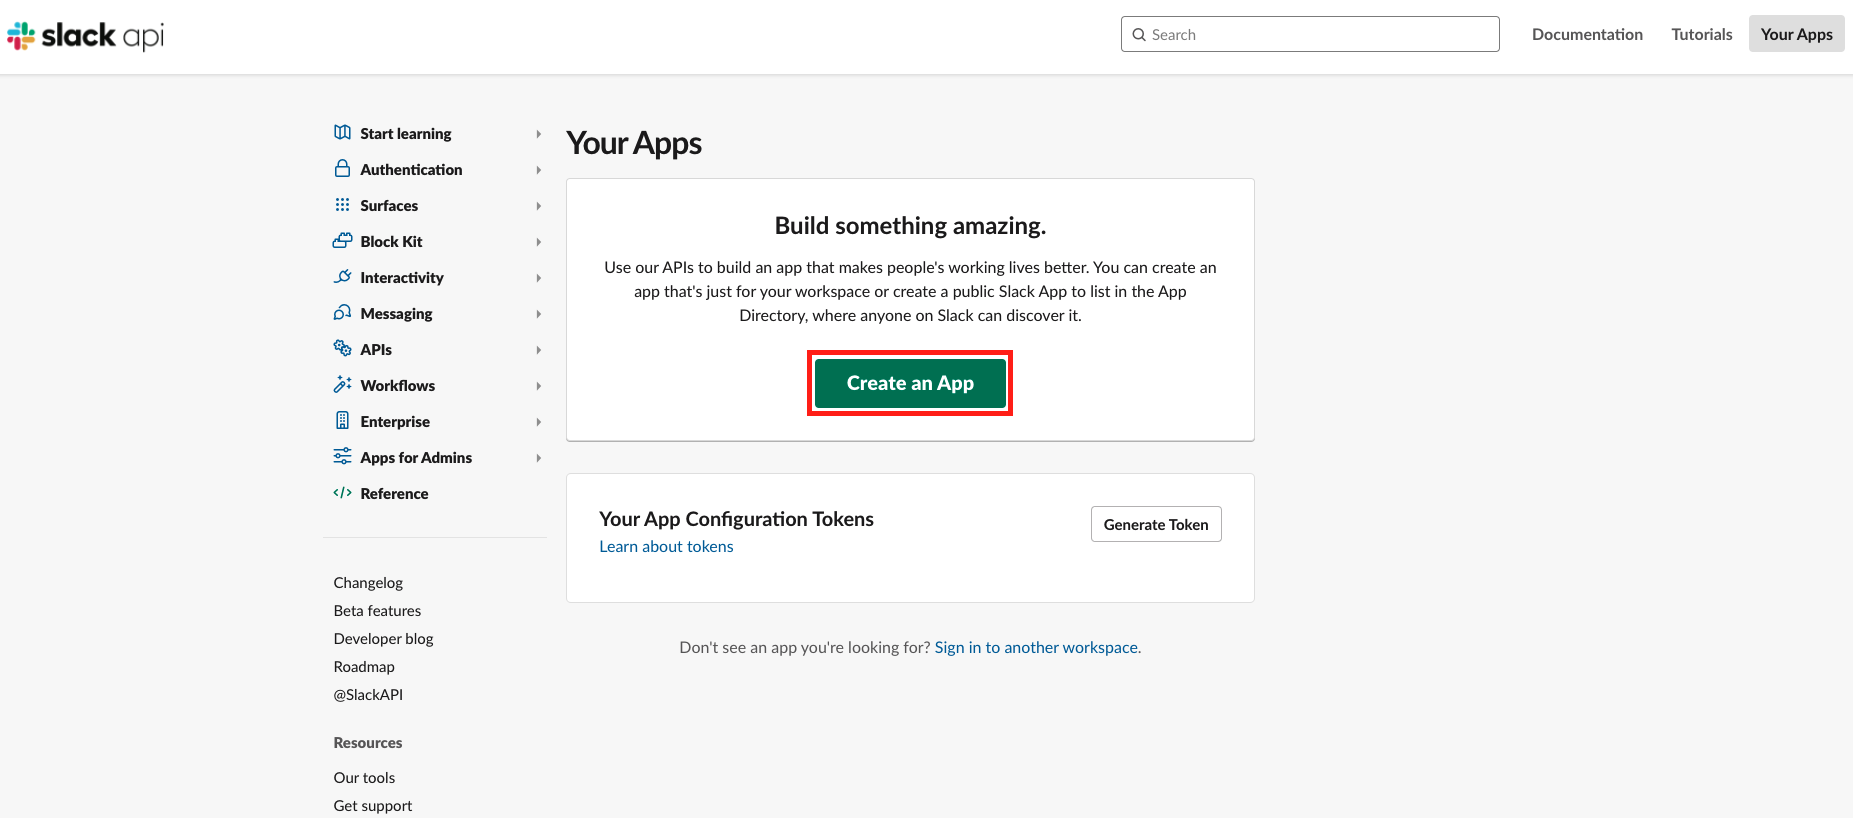 slack api
Search
Documentation
Tutorials
Your Apps
Start learning
Authentication
Surfaces
Block Kit
Interactivity
Messaging
APIs
Workflows
Enterprise
Apps for Admins
Reference
Changelog
Beta features
Developer blog
Roadmap
@SlackAPI
Resources
Our tools
Get support
Your Apps
Build something amazing.
Use our APIs to build an app that makes people's working lives better. You can create an
app that's just for your workspace or create a public Slack App to list in the App
Directory, where anyone on Slack can discover it.
Create an App
Your App Configuration Tokens
Learn about tokens
Generate Token
Don't see an app you're looking for? Sign in to another workspace.